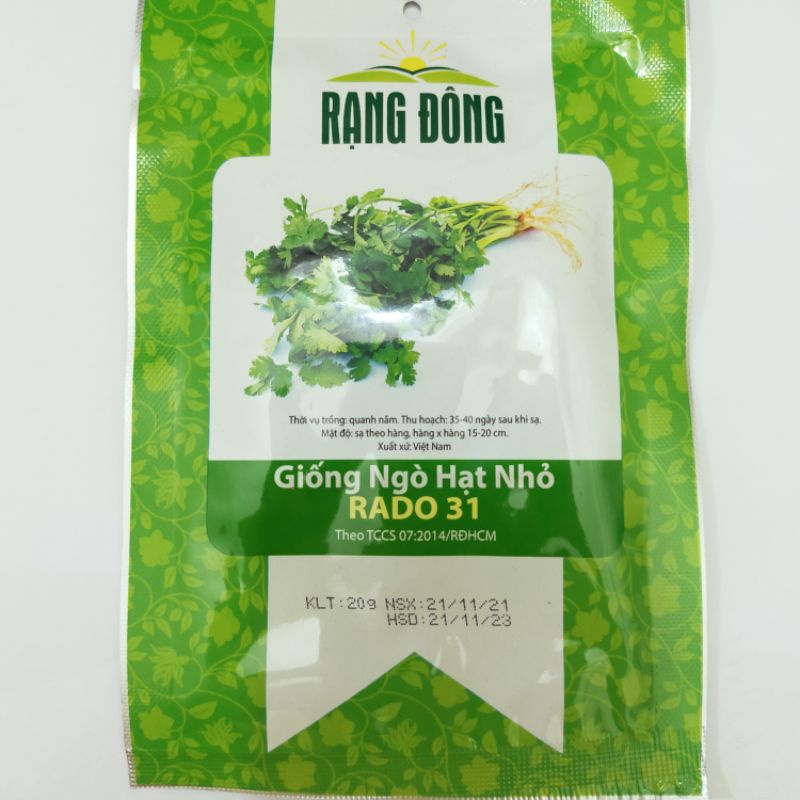 RẠNG ĐÔNG
Thời vụ trồng: quanh năm. Thu hoạch: 35-40 ngày sau khi sạ.
Mật độ: sạ theo hàng, hàng x hàng 15-20 cm.
Xuất xứ: Việt Nam
Giống Ngò Hạt Nhỏ
RADO 31
Theo TCCS 07:2014/RĐHCM
KLT:20g NSX:21/11/21
HSD:21/11/23